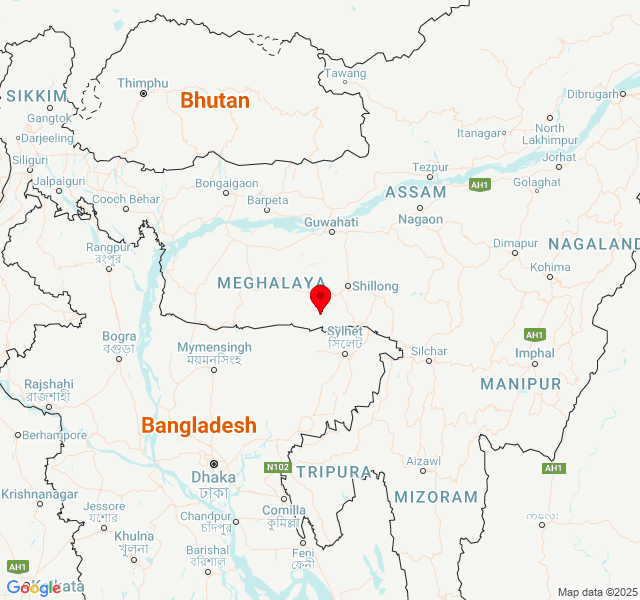 Tawang
Thimphu
Dibrugarh
SIKKIM
Bhutan
Gangtok
North
Lakhimpur
Itanagar
Darjeeling
Siliguri
Jorhat
Tezpur
Jalpaiguri
Bongaigaon
ASSAM
AH1
Golaghat
Cooch Behar
Barpeta
Nagaon
Guwahati
NAGALAND
Rangpur
রংপুর
Dimapur
Kohima
MEGHALAYA
Shillong
Sylhet
সিলেট
AH1
Bogra
বগুড়া
Mymensingh
ময়মনসিংহ
Silchar
Imphal
Rajshahi
রাজশাহী
MANIPUR
Bangladesh
Berhampore
N102
Dhaka
ঢাকা
TRIPURA
Aizawl
AH1
MIZORAM
Krishnanagar
Jessore
যশোর
Chandpur
চাঁদপুর
Comilla
কুমিল্লা
Khulna
খুলনা
Barishal
বরিশাল
Feni
ফেনী
AH1
Kolkata
Google
Map data ©2025